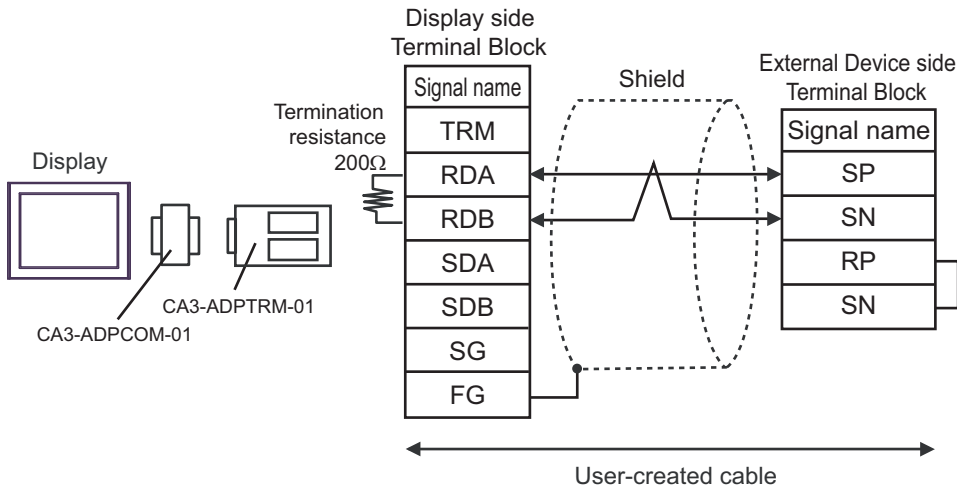 Display side
Terminal Block
Signal name
TRM
RDA
RDB
SDA
SDB
SG
FG
Termination
resistance
200Ω
Display
CA3-ADPCOM-01
CA3-ADPTRM-01
Shield
External Device side
Terminal Block
Signal name
SP
SN
RP
SN
User-created cable